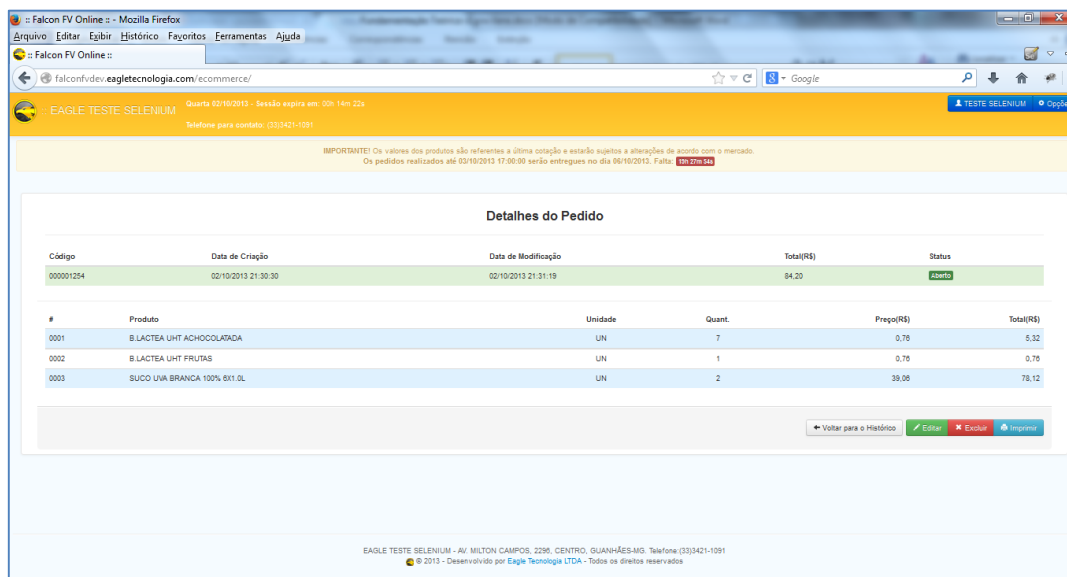 :: Falcon FV Online :: - Mozilla Firefox
Arquivo Editar Exibir Histórico Favoritos Ferramentas Ajuda
:: Falcon FV Online ::
falconfvdev.eagletecnologia.com/ecommerce/
Google
EAGLE TESTE SELENIUM
Quarta 02/10/2013 - Sessão expira em: 00h 14m 22s
Telefone para contato: (33)3421-1091
TESTE SELENIUM
IMPORTANTE! Os valores dos produtos são referentes a última cotação e estarão sujeitos a alterações de acordo com o mercado.
Os pedidos realizados até 03/10/2013 17:00:00 serão entregues no dia 06/10/2013. Falta: 19h 27m 54s
Detalhes do Pedido
Código Data de Criação Data de Modificação Total(R$) Status
000001254 02/10/2013 21:30:30 02/10/2013 21:31:19 84,20 Aberto
# Produto Unidade Quant. Preço(R$) Total(R$)
0001 B.LACTEA UHT ACHOCOLATADA UN 7 0,76 5,32
0002 B.LACTEA UHT FRUTAS UN 1 0,76 0,76
0003 SUCO UVA BRANCA 100% 6X1.0L UN 2 39,06 78,12
Voltar para o Histórico Editar Excluir Imprimir
EAGLE TESTE SELENIUM - AV. MILTON CAMPOS, 2298, CENTRO, GUANHÃES-MG. Telefone:(33)3421-1091
© 2013 - Desenvolvido por Eagle Tecnologia LTDA - Todos os direitos reservados